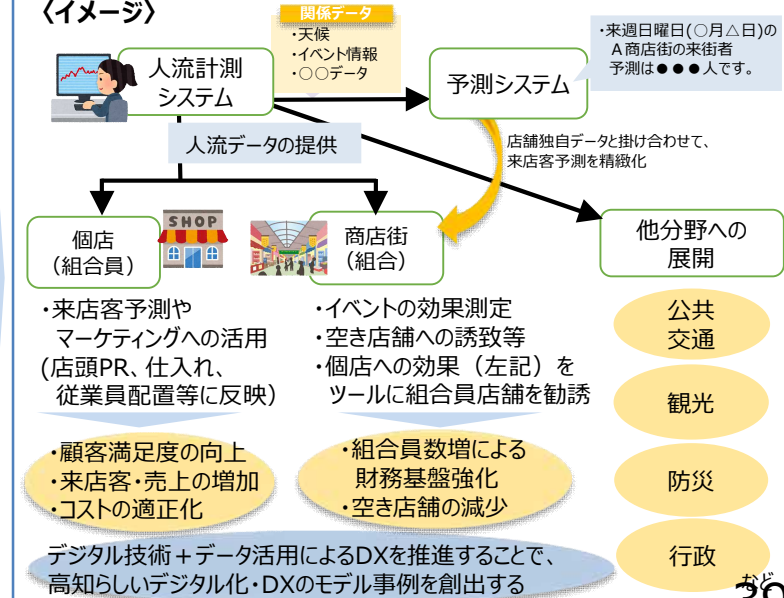 〈イメージ〉
関係データ
・天候
・イベント情報
・○○データ
・来週日曜日(○月△日)の
A商店街の来街者
予測は●●●人です。
人流計測
システム
予測システム
人流データの提供
店舗独自データと掛け合わせて、
来店客予測を精緻化
個店
（組合員）
SHOP
商店街
（組合）
他分野への
展開
・来店客予測や
マーケティングへの活用
(店頭PR、仕入れ、
従業員配置等に反映)
・イベントの効果測定
・空き店舗への誘致等
・個店への効果（左記）を
ツールに組合員店舗を勧誘
公共
交通
観光
防災
行政
など
・顧客満足度の向上
・来店客・売上の増加
・コストの適正化
・組合員数増による
財務基盤強化
・空き店舗の減少
デジタル技術＋データ活用によるDXを推進することで、
高知らしいデジタル化・DXのモデル事例を創出する